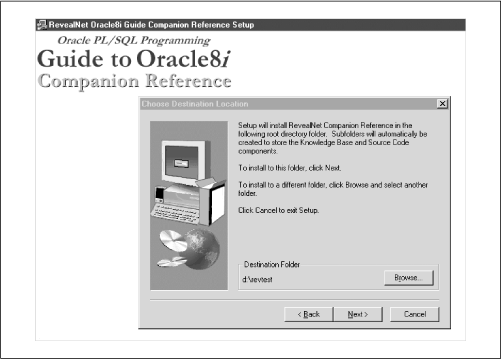 RevealNet Oracle8i Guide Companion Reference Setup
Oracle PL/SQL Programming
Guide to Oracle8i
Companion Reference
Choose Destination Location
Setup will install RevealNet Companion Reference in the
following root directory folder. Subfolders will automatically be
created to store the Knowledge Base and Source Code
components.
To install to this folder, click Next.
To install to a different folder, click Browse and select another
folder.
Click Cancel to exit Setup.
Destination Folder
d:\revtest
Browse...
< Back
Next >
Cancel